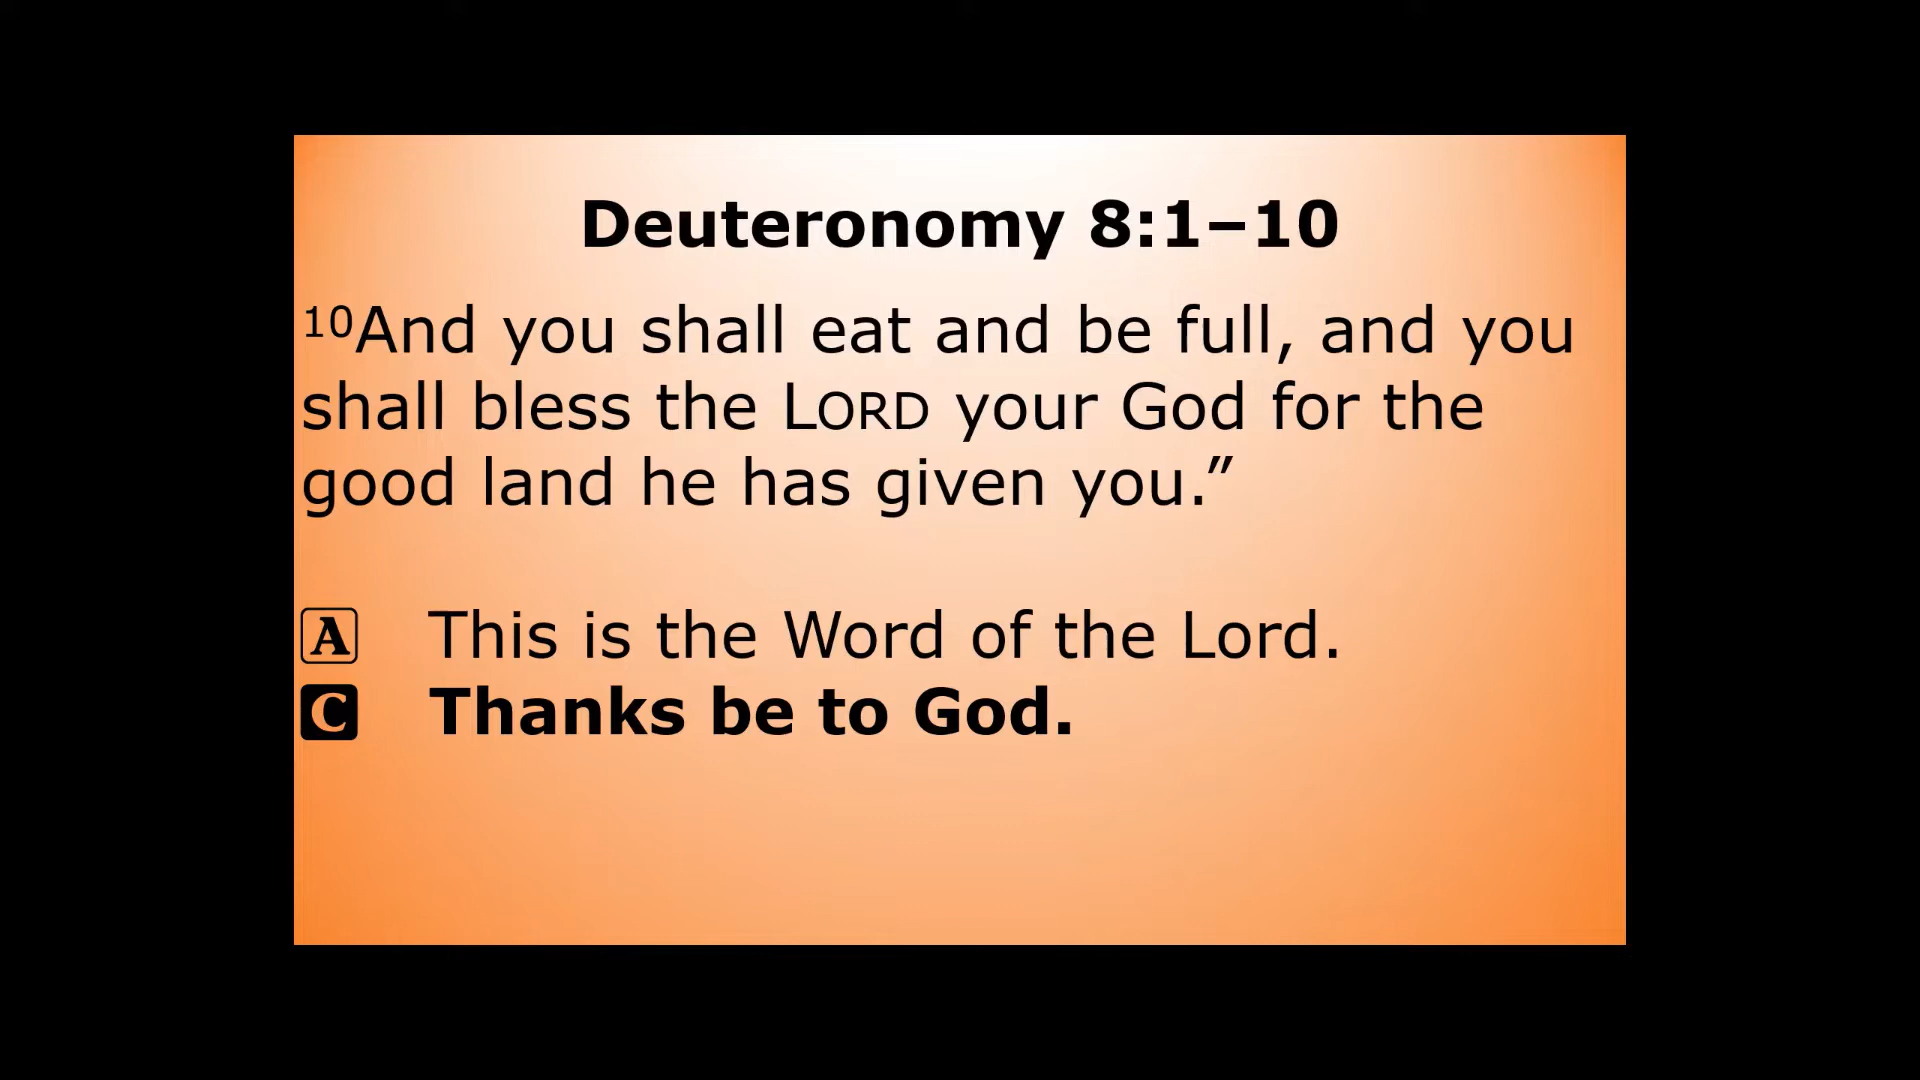 Deuteronomy 8:1–10
¹⁰And you shall eat and be full, and you
shall bless the LORD your God for the
good land he has given you.”
A This is the Word of the Lord.
C Thanks be to God.